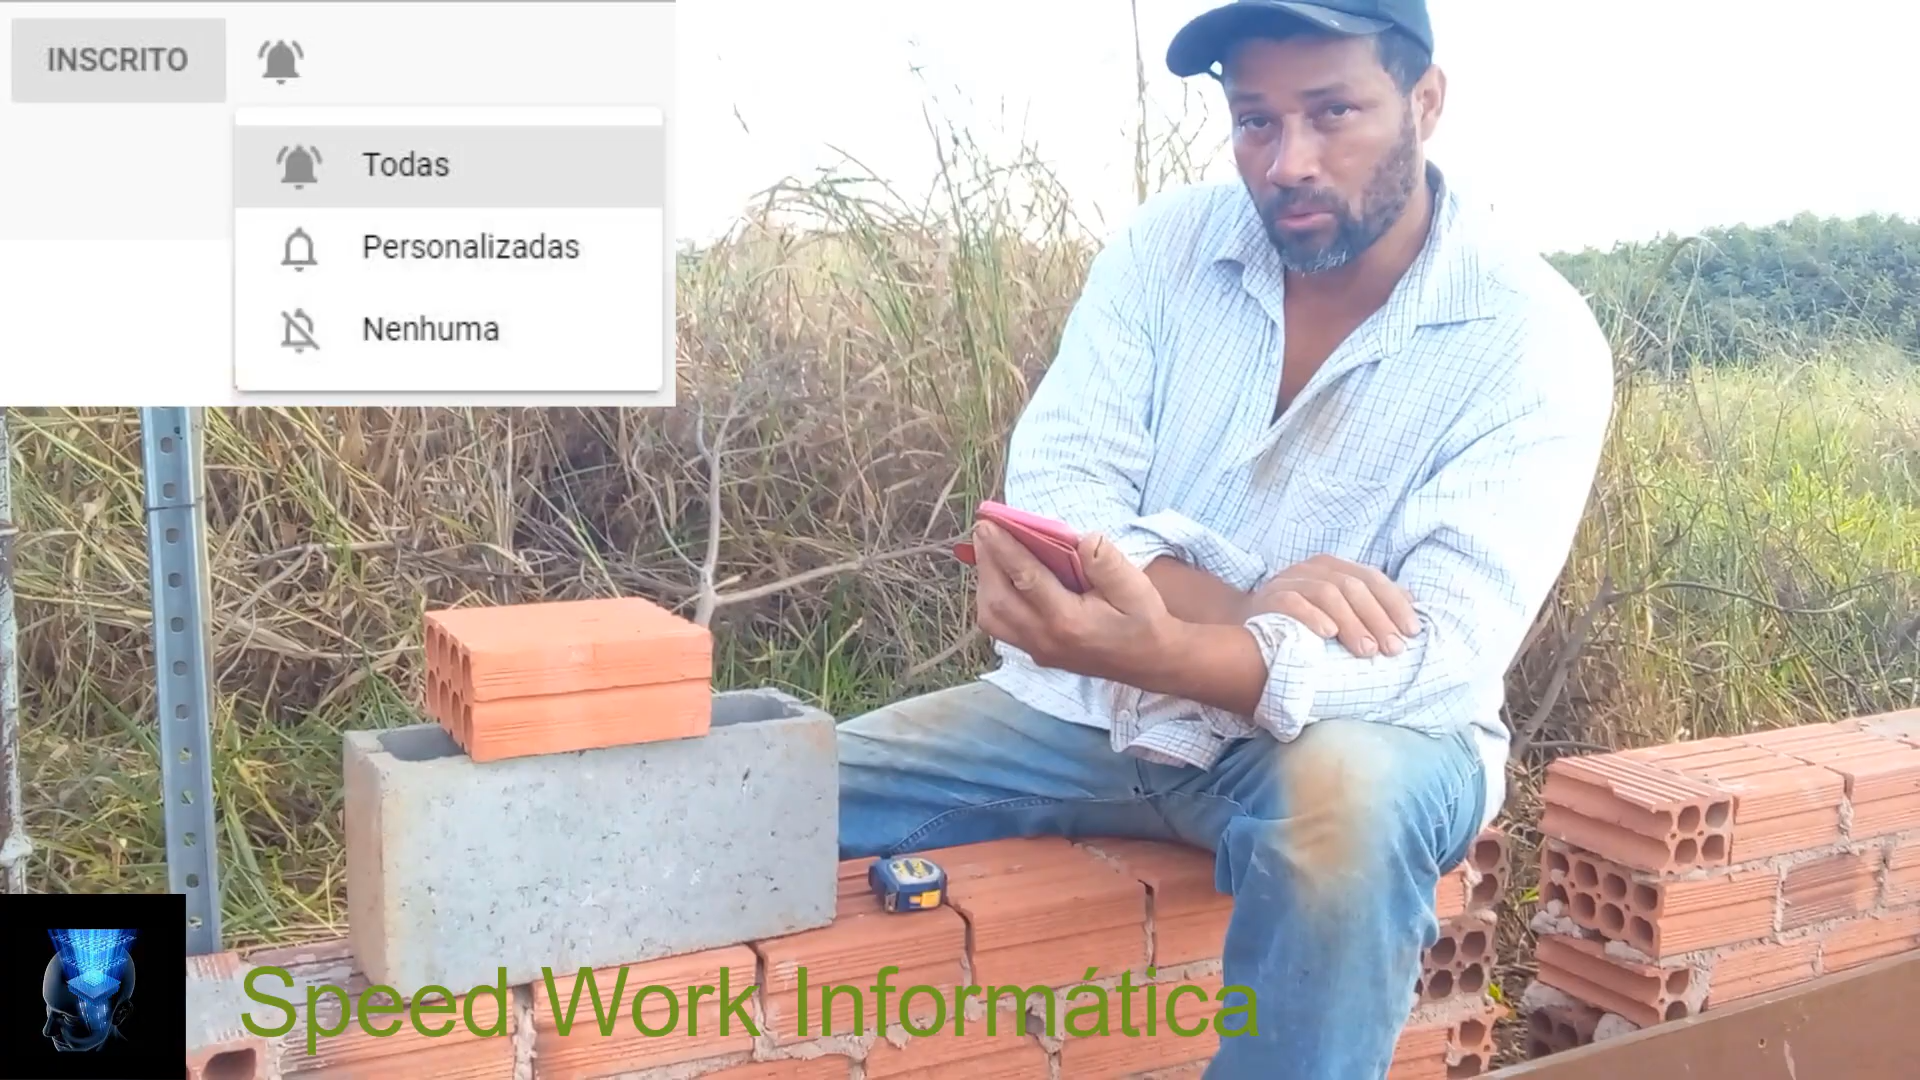 INSCRITO
Todas
Personalizadas
Nenhuma
Speed Work Informática